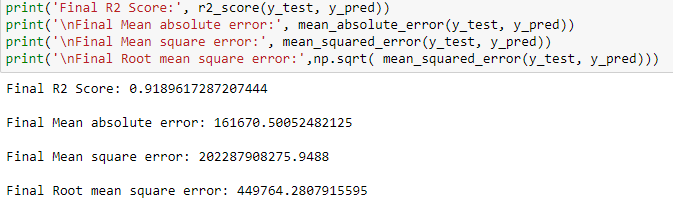 print('Final R2 Score:', r2_score(y_test, y_pred))
print('\nFinal Mean absolute error:', mean_absolute_error(y_test, y_pred))
print('\nFinal Mean square error:', mean_squared_error(y_test, y_pred))
print('\nFinal Root mean square error:',np.sqrt( mean_squared_error(y_test, y_pred)))
Final R2 Score: 0.9189617287207444
Final Mean absolute error: 161670.50052482125
Final Mean square error: 202287908275.9488
Final Root mean square error: 449764.2807915595